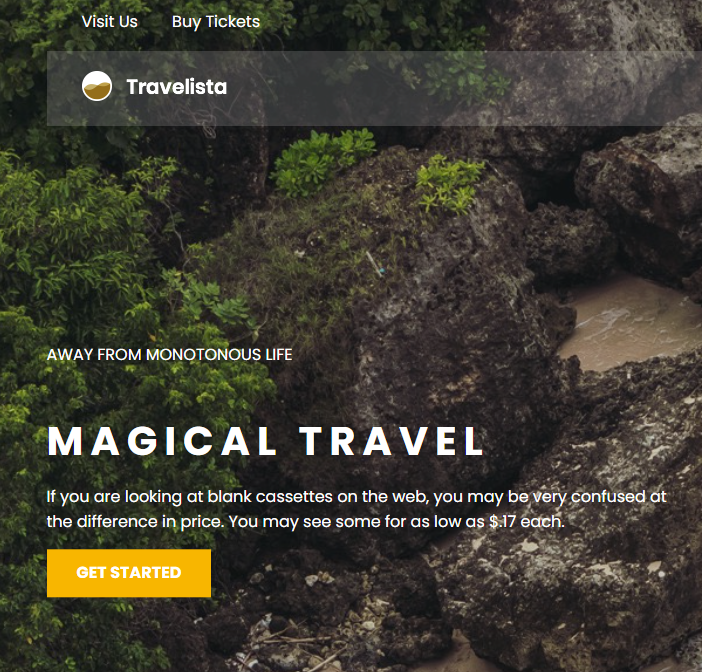 Visit Us Buy Tickets
Travelista
AWAY FROM MONOTONOUS LIFE
MAGICAL TRAVEL
If you are looking at blank cassettes on the web, you may be very confused at
the difference in price. You may see some for as low as $.17 each.
GET STARTED